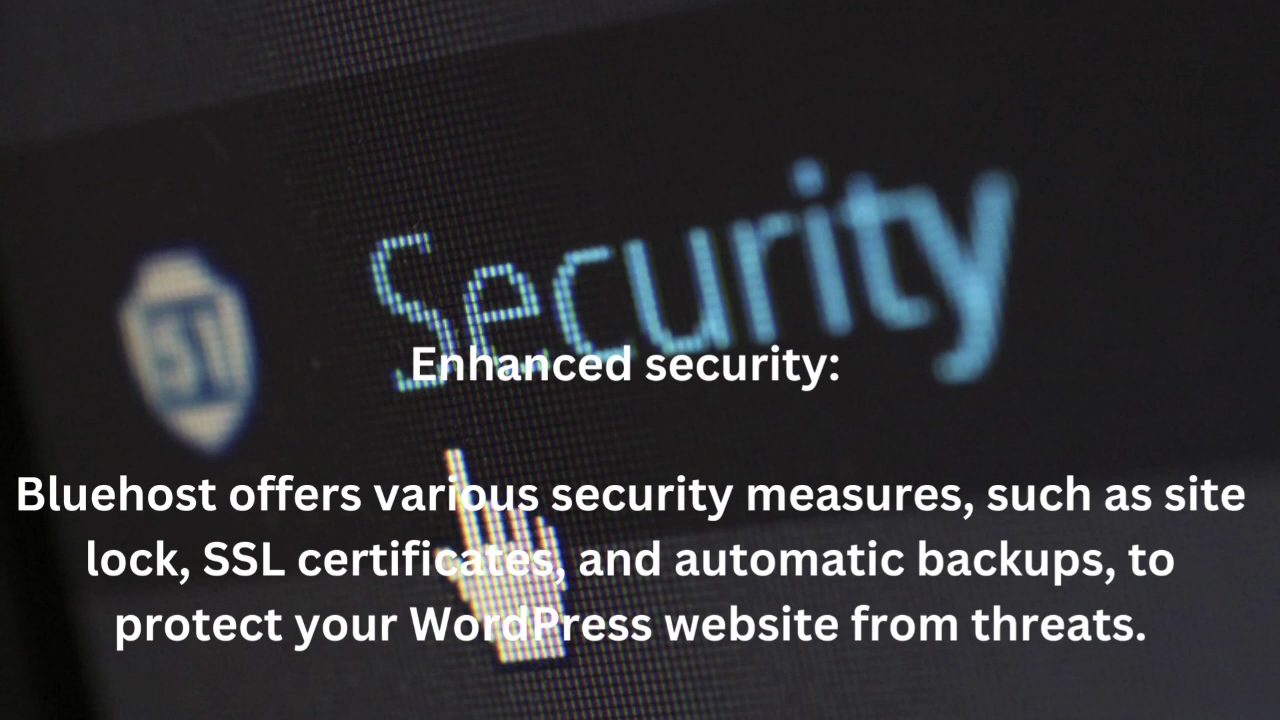 Security
Enhanced security:
Bluehost offers various security measures, such as site
lock, SSL certificates, and automatic backups, to
protect your WordPress website from threats.